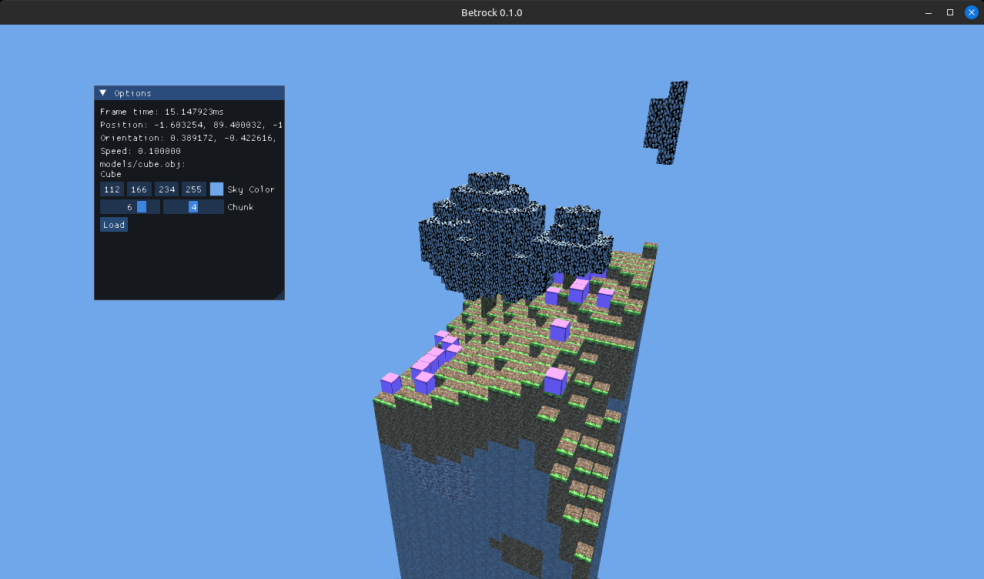 Betrock 0.1.0
Options
Frame time: 15.147923ms
Position: -1.603254, 89.400032, -1
Orientation: 0.389172, -0.422616,
Speed: 0.100000
models/cube.obj:
Cube
112 166 234 255 Sky Color
6 4 Chunk
Load